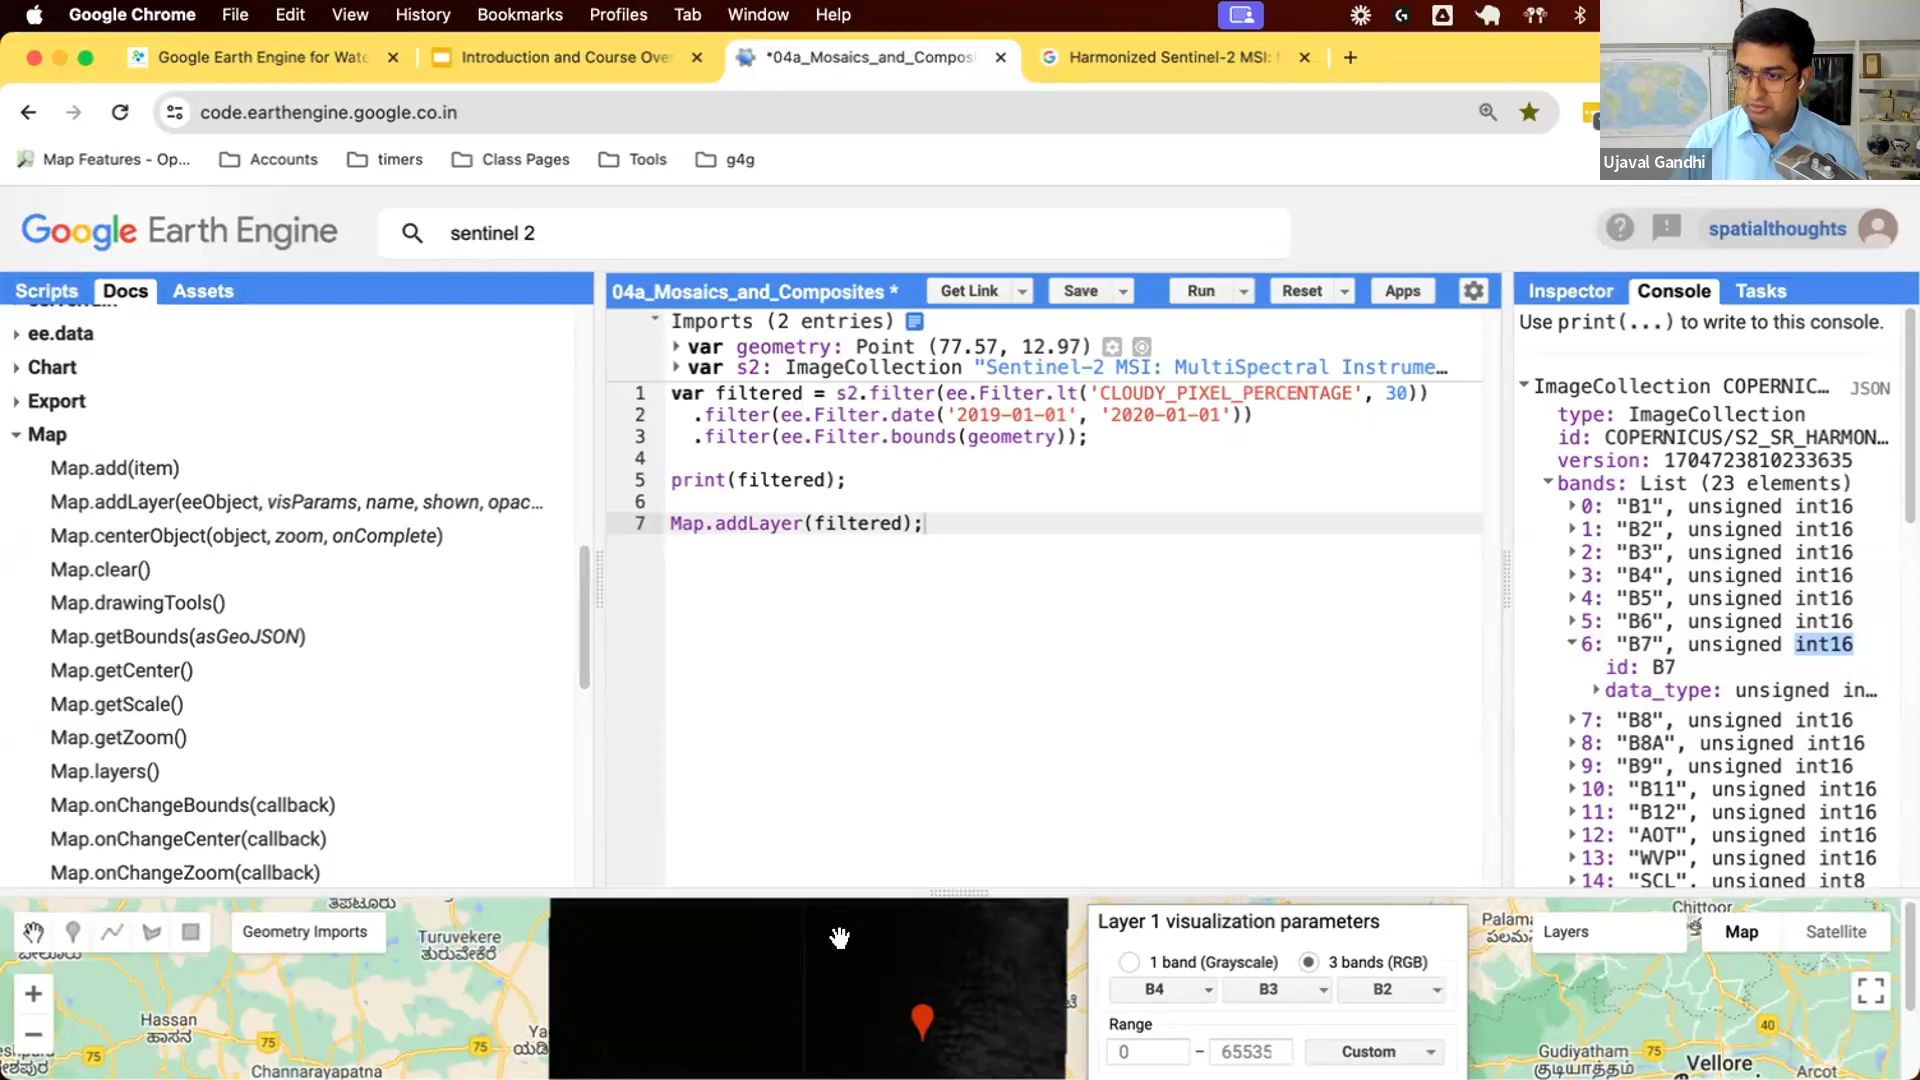 Google Chrome File Edit View History Bookmarks Profiles Tab Window Help
Google Earth Engine for Wate
Introduction and Course Ove
*04a_Mosaics_and_Compos
Harmonized Sentinel-2 MSI:
code.earthengine.google.co.in
Map Features - Op...
Accounts
timers
Class Pages
Tools
g4g
Ujaval Gandhi
Google Earth Engine
sentinel 2
spatialthoughts
Scripts Docs Assets
ee.data
Chart
Export
Map
Map.add(item)
Map.addLayer(eeObject, visParams, name, shown, opac...
Map.centerObject(object, zoom, onComplete)
Map.clear()
Map.drawingTools()
Map.getBounds(asGeoJSON)
Map.getCenter()
Map.getScale()
Map.getZoom()
Map.layers()
Map.onChangeBounds(callback)
Map.onChangeCenter(callback)
Map.onChangeZoom(callback)
04a_Mosaics_and_Composites *
Get Link
Save
Run
Reset
Apps
Imports (2 entries)
var geometry: Point (77.57, 12.97)
var s2: ImageCollection "Sentinel-2 MSI: MultiSpectral Instrume…
1 var filtered = s2.filter(ee.Filter.lt('CLOUDY_PIXEL_PERCENTAGE', 30))
2 .filter(ee.Filter.date('2019-01-01', '2020-01-01'))
3 .filter(ee.Filter.bounds(geometry));
4
5 print(filtered);
6
7 Map.addLayer(filtered);
Inspector Console Tasks
Use print(...) to write to this console.
ImageCollection COPERNIC... JSON
type: ImageCollection
id: COPERNICUS/S2_SR_HARMON...
version: 1704723810233635
bands: List (23 elements)
0: "B1", unsigned int16
1: "B2", unsigned int16
2: "B3", unsigned int16
3: "B4", unsigned int16
4: "B5", unsigned int16
5: "B6", unsigned int16
6: "B7", unsigned int16
id: B7
data_type: unsigned in...
7: "B8", unsigned int16
8: "B8A", unsigned int16
9: "B9", unsigned int16
10: "B11", unsigned int16
11: "B12", unsigned int16
12: "AOT", unsigned int16
13: "WVP", unsigned int16
14: "SCL", unsigned int8
Geometry Imports
ತಿಪಟೂರು
Turuvekere
ತುರುವೇಕೆರೆ
Hassan
ಹಾಸನ
75
75
75
Channarayapatna
Layer 1 visualization parameters
1 band (Grayscale)
3 bands (RGB)
B4
B3
B2
Range
0 – 65535
Custom
Layers
Map
Satellite
Chittoor
40
Gudiyatham
குடியாத்தம்
75
Vellore
Arcot